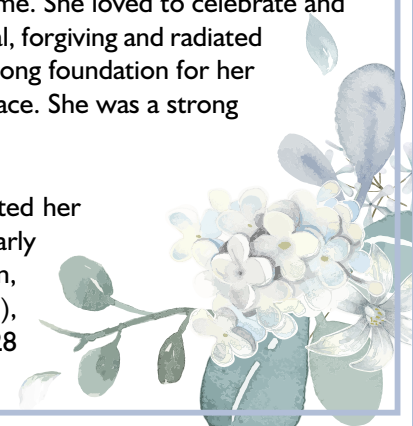 me. She loved to celebrate and
al, forgiving and radiated
ong foundation for her
ace. She was a strong
ted her
arly
n,
),
28